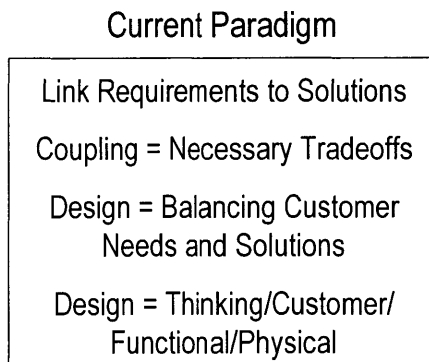 Current Paradigm
Link Requirements to Solutions
Coupling = Necessary Tradeoffs
Design = Balancing Customer
Needs and Solutions
Design = Thinking/Customer/
Functional/Physical